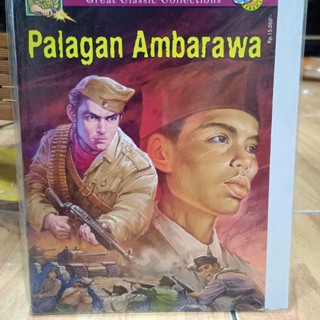 Great Classic Collections
Palagan Ambarawa
Rp.15.000,-